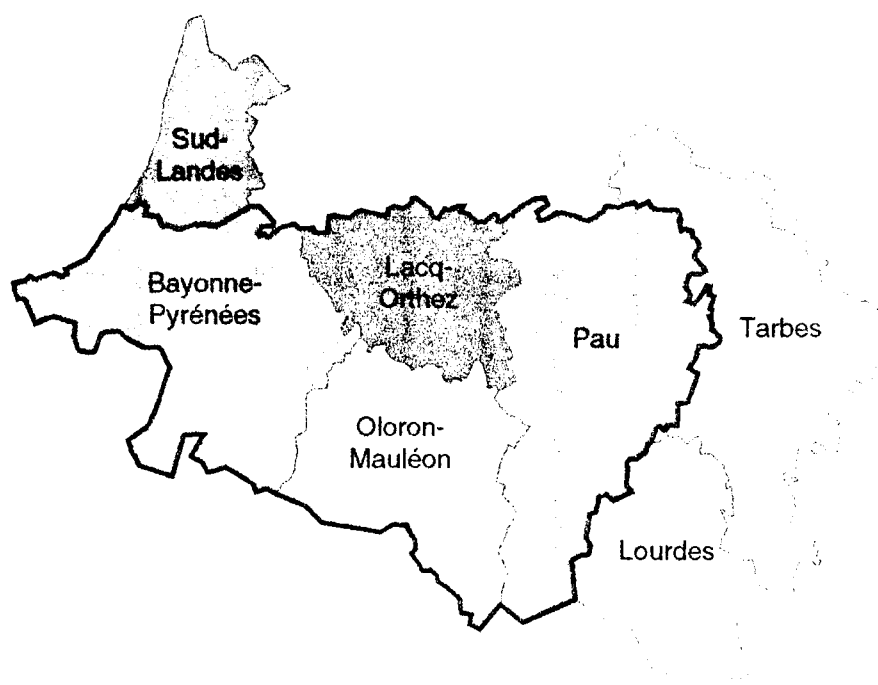 Sud-
Landes
Bayonne-
Pyrénées
Lacq-
Orthez
Pau
Tarbes
Oloron-
Mauléon
Lourdes